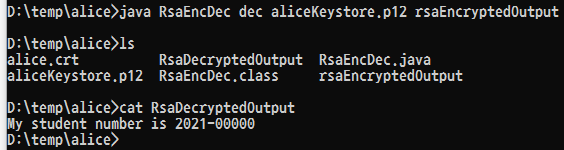 D:\temp\alice>java RsaEncDec dec aliceKeystore.p12 rsaEncryptedOutput
D:\temp\alice>ls
alice.crt RsaDecryptedOutput RsaEncDec.java
aliceKeystore.p12 RsaEncDec.class rsaEncryptedOutput
D:\temp\alice>cat RsaDecryptedOutput
My student number is 2021-00000
D:\temp\alice>